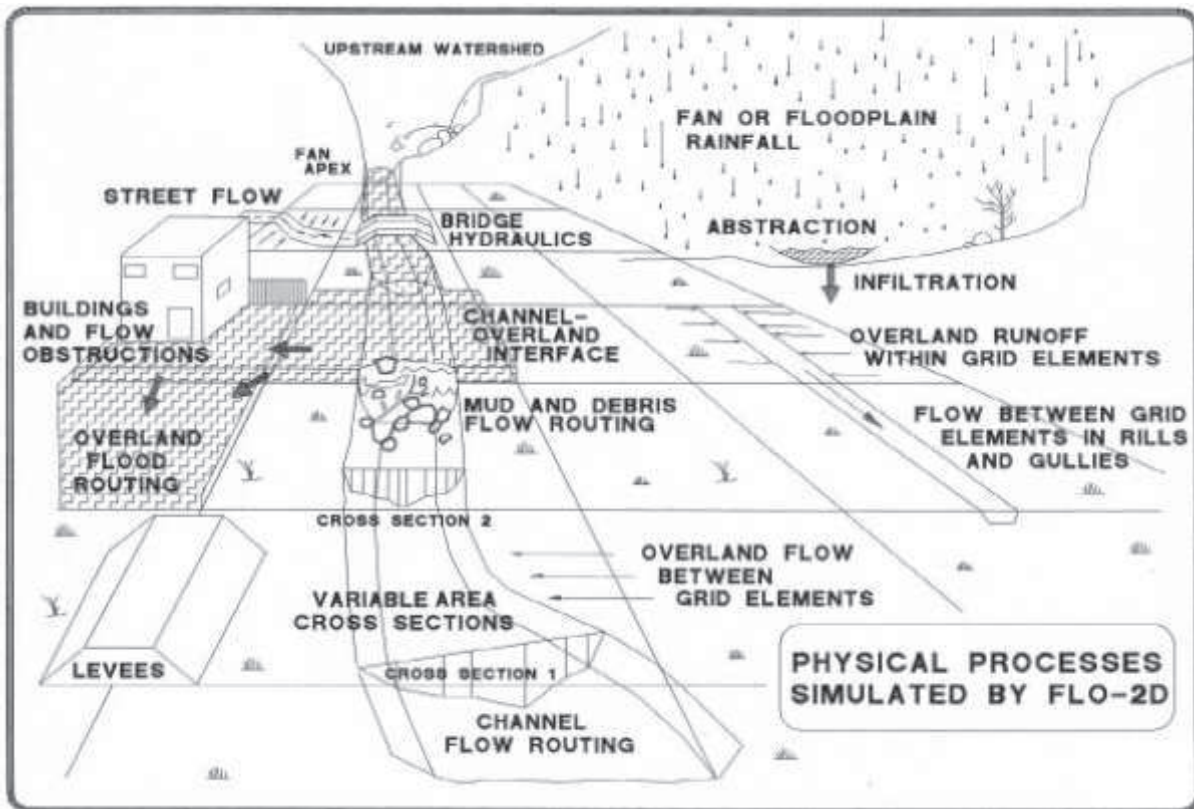 UPSTREAM WATERSHED
FAN OR FLOODPLAIN
RAINFALL
FAN
APEX
STREET FLOW
BRIDGE
HYDRAULICS
ABSTRACTION
INFILTRATION
BUILDINGS
AND FLOW
OBSTRUCTIONS
CHANNEL-
OVERLAND
INTERFACE
OVERLAND RUNOFF
WITHIN GRID ELEMENTS
MUD AND DEBRIS
FLOW ROUTING
FLOW BETWEEN GRID
ELEMENTS IN RILLS
AND GULLIES
OVERLAND
FLOOD
ROUTING
CROSS SECTION 2
OVERLAND FLOW
BETWEEN
GRID ELEMENTS
VARIABLE AREA
CROSS SECTIONS
LEVEES
CROSS SECTION 1
CHANNEL
FLOW ROUTING
PHYSICAL PROCESSES
SIMULATED BY FLO-2D